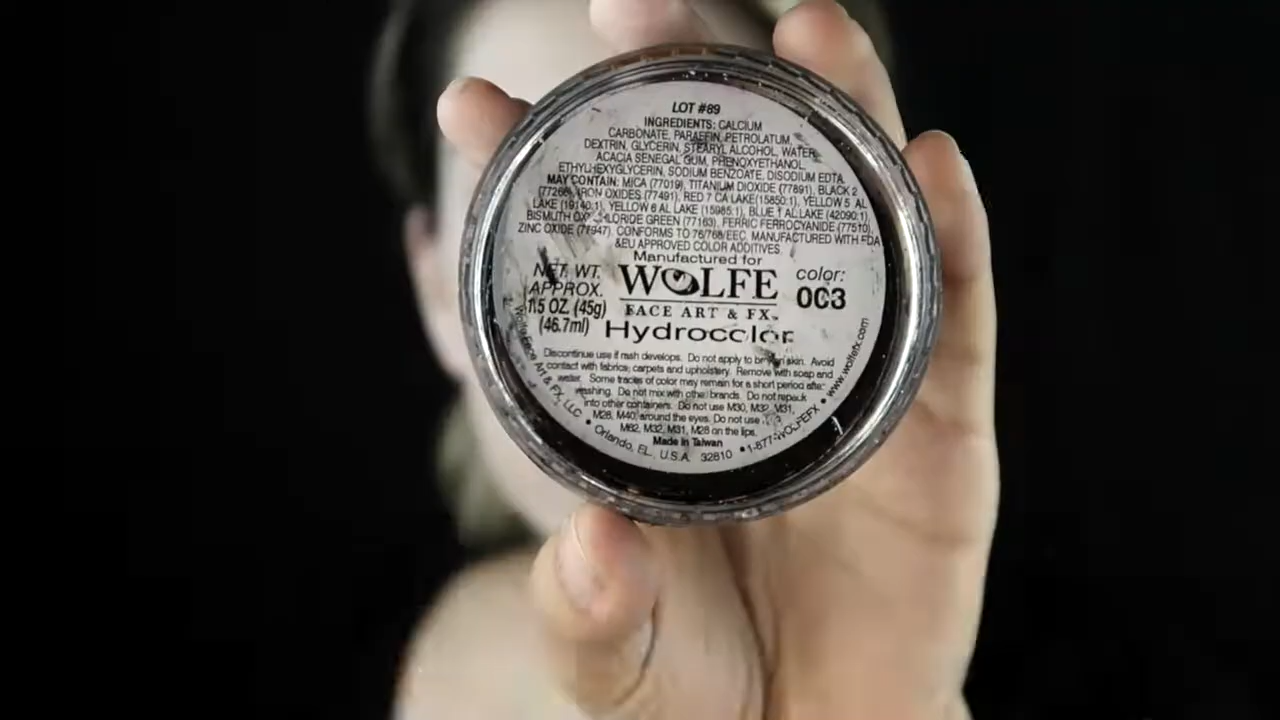 LOT #89
INGREDIENTS: CALCIUM
CARBONATE, PARAFFIN, PETROLATUM,
DEXTRIN, GLYCERIN, STEARYL ALCOHOL, WATER,
ACACIA SENEGAL GUM, PHENOXYETHANOL,
ETHYLHEXYGLYCERIN, SODIUM BENZOATE, DISODIUM EDTA.
MAY CONTAIN: MICA (77019), TITANIUM DIOXIDE (77891), BLACK 2
(77266), IRON OXIDES (77491), RED 7 CA LAKE(15850:1), YELLOW 5 AL
LAKE (19140:1), YELLOW 6 AL LAKE (15985:1), BLUE 1 AL LAKE (42090:1)
BISMUTH GREEN (77163), FERRIC FERROCYANIDE (77510),
ZINC OXIDE (77947). CONFORMS TO 76/768/EEC. MANUFACTURED WITH FDA
&EU APPROVED COLOR ADDITIVES.
Manufactured for
NET. WT.
APPROX.
1.5 OZ. (45g)
(46.7ml)
WOLFE
FACE ART & FX™
Hydrocolor
color:
003
Discontinue use if rash develops. Do not apply to skin. Avoid
contact with fabrics, carpets and upholstery. Remove with soap and
water. Some traces of color may remain for a short period after
washing. Do not mix with other brands. Do not repack
into other containers. Do not use M30, M32, M31,
M28, M40, around the eyes. Do not use
M62, M32, M31, M28 on the lips.
Made in Taiwan
Wolfe Face Art & FX, LLC • Orlando, FL, U.S.A. 32810 • 1-877-WOLFEFX • www.wolfefx.com